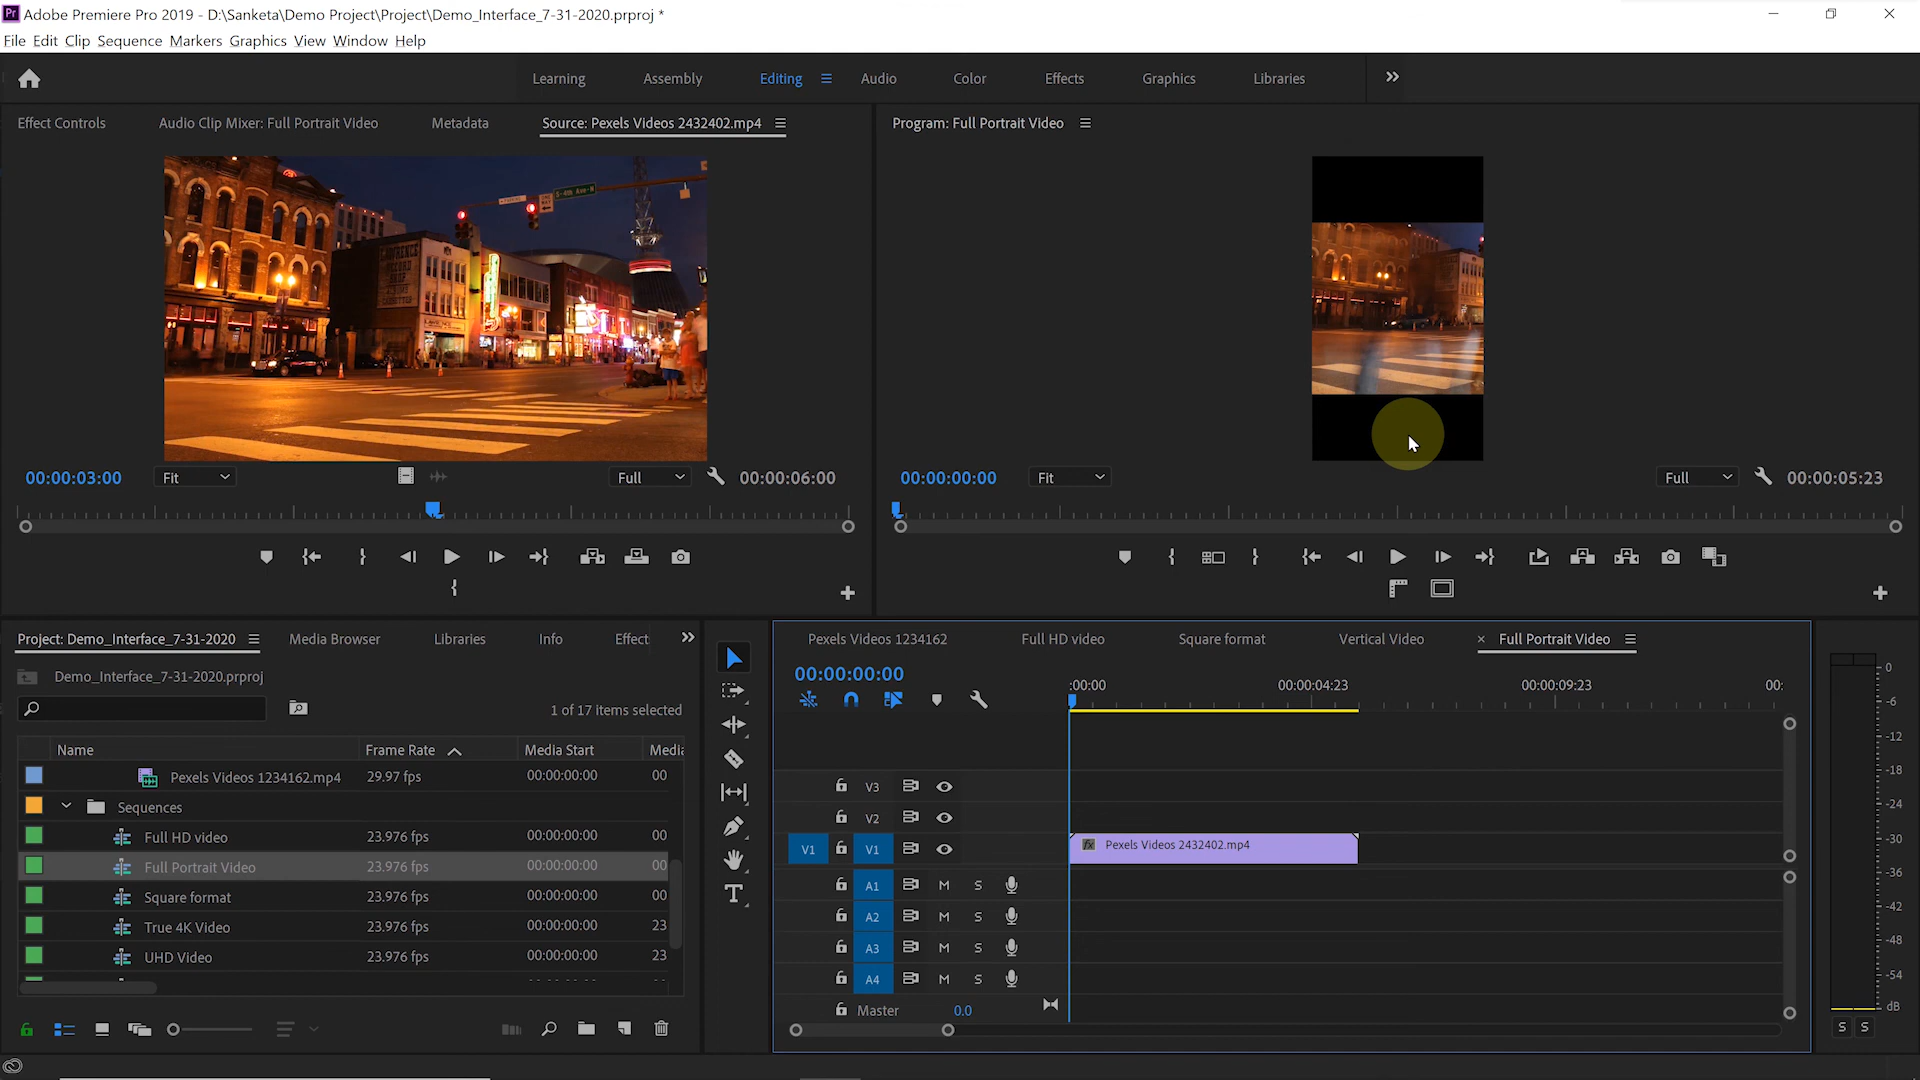 Pr Adobe Premiere Pro 2019 - D:\Sanketa\Demo Project\Project\Demo_Interface_7-31-2020.prproj *
File Edit Clip Sequence Markers Graphics View Window Help
Learning Assembly Editing Audio Color Effects Graphics Libraries
Effect Controls Audio Clip Mixer: Full Portrait Video Metadata Source: Pexels Videos 2432402.mp4
Program: Full Portrait Video
00:00:03:00 Fit Full 00:00:06:00
00:00:00:00 Fit Full 00:00:05:23
Project: Demo_Interface_7-31-2020 Media Browser Libraries Info Effect
Demo_Interface_7-31-2020.prproj
1 of 17 items selected
Name Frame Rate Media Start Media
Pexels Videos 1234162.mp4 29.97 fps 00:00:00:00 00
Sequences
Full HD video 23.976 fps 00:00:00:00 00
Full Portrait Video 23.976 fps 00:00:00:00 00
Square format 23.976 fps 00:00:00:00 00
True 4K Video 23.976 fps 00:00:00:00 23
UHD Video 23.976 fps 00:00:00:00 23
Pexels Videos 1234162 Full HD video Square format Vertical Video × Full Portrait Video
00:00:00:00
:00:00 00:00:04:23 00:00:09:23 00:
V3
V2
V1 V1 fx Pexels Videos 2432402.mp4
A1 M S
A2 M S
A3 M S
A4 M S
Master 0.0
0
-6
-12
-18
-24
-30
-36
-42
-48
-54
dB
S S